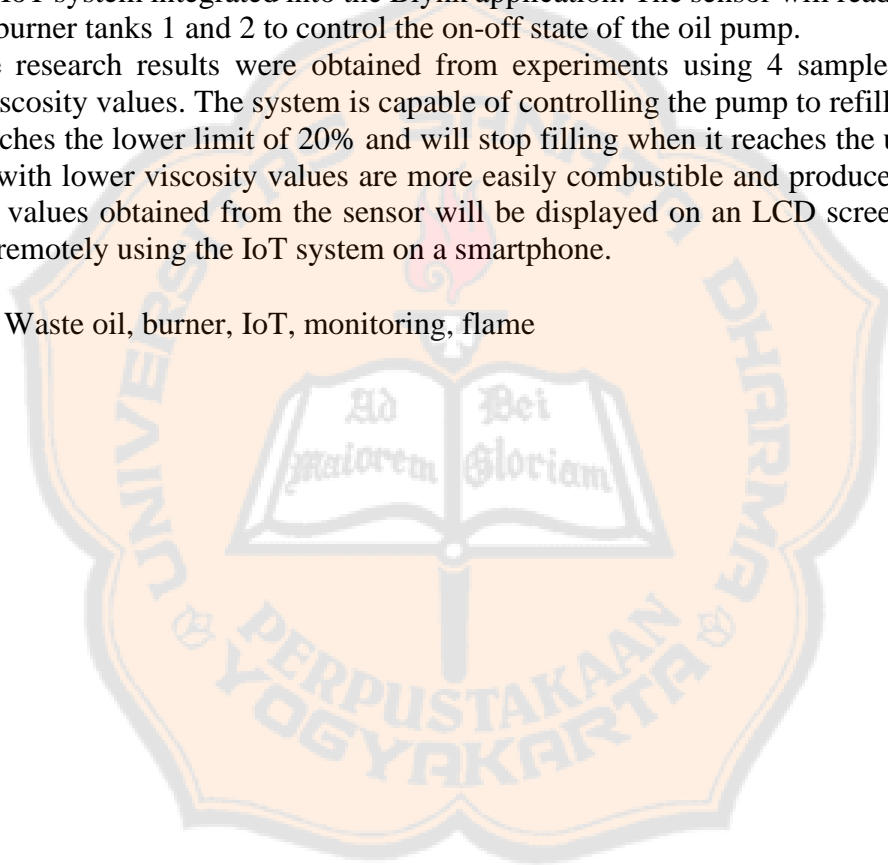 IoT system integrated into the Blynk application. The sensor will read
burner tanks 1 and 2 to control the on-off state of the oil pump.
research results were obtained from experiments using 4 sample
viscosity values. The system is capable of controlling the pump to refill
the lower limit of 20% and will stop filling when it reaches the
with lower viscosity values are more easily combustible and produce
values obtained from the sensor will be displayed on an LCD
remotely using the IoT system on a smartphone.
Waste oil, burner, IoT, monitoring, flame
UNIVERSITAS SANATA DHARMA
Ad Dei
Maiorem Gloriam
PERPUSTAKAAN
YOGYAKARTA